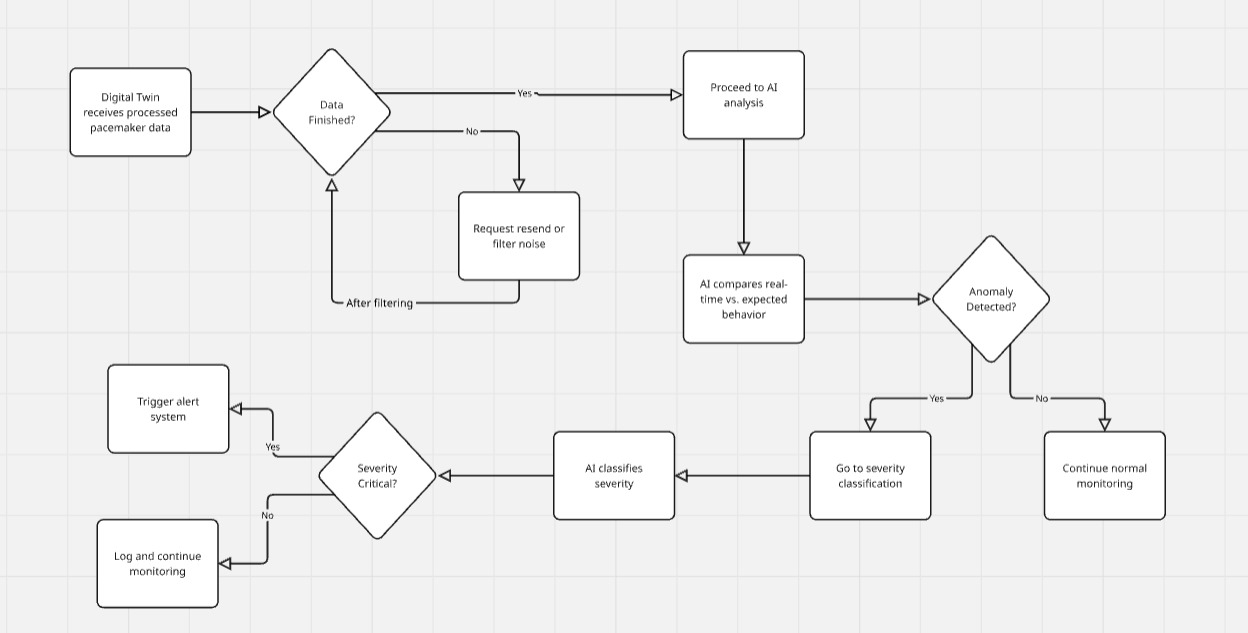 Digital Twin
receives processed
pacemaker data
Data
Finished?
Yes
Proceed to AI
analysis
No
Request resend or
filter noise
After filtering
AI compares real-
time vs. expected
behavior
Anomaly
Detected?
Yes
No
Go to severity
classification
Continue normal
monitoring
AI classifies
severity
Severity
Critical?
Yes
Trigger alert
system
No
Log and continue
monitoring